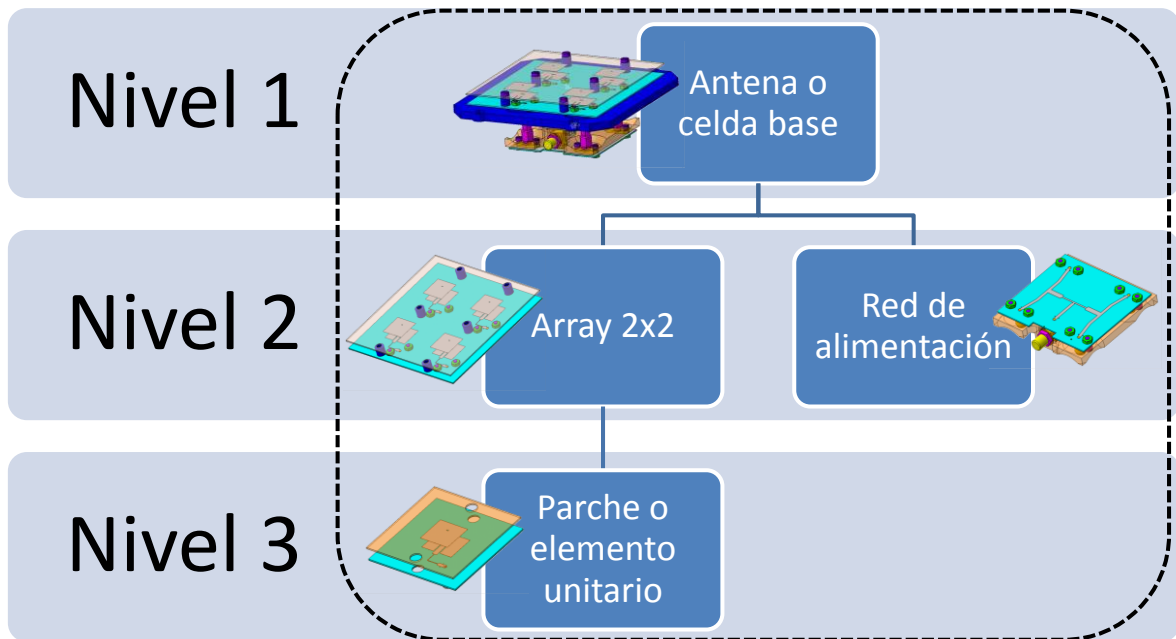 Nivel 1
Antena o
celda base
Nivel 2
Array 2x2
Red de
alimentación
Nivel 3
Parche o
elemento
unitario